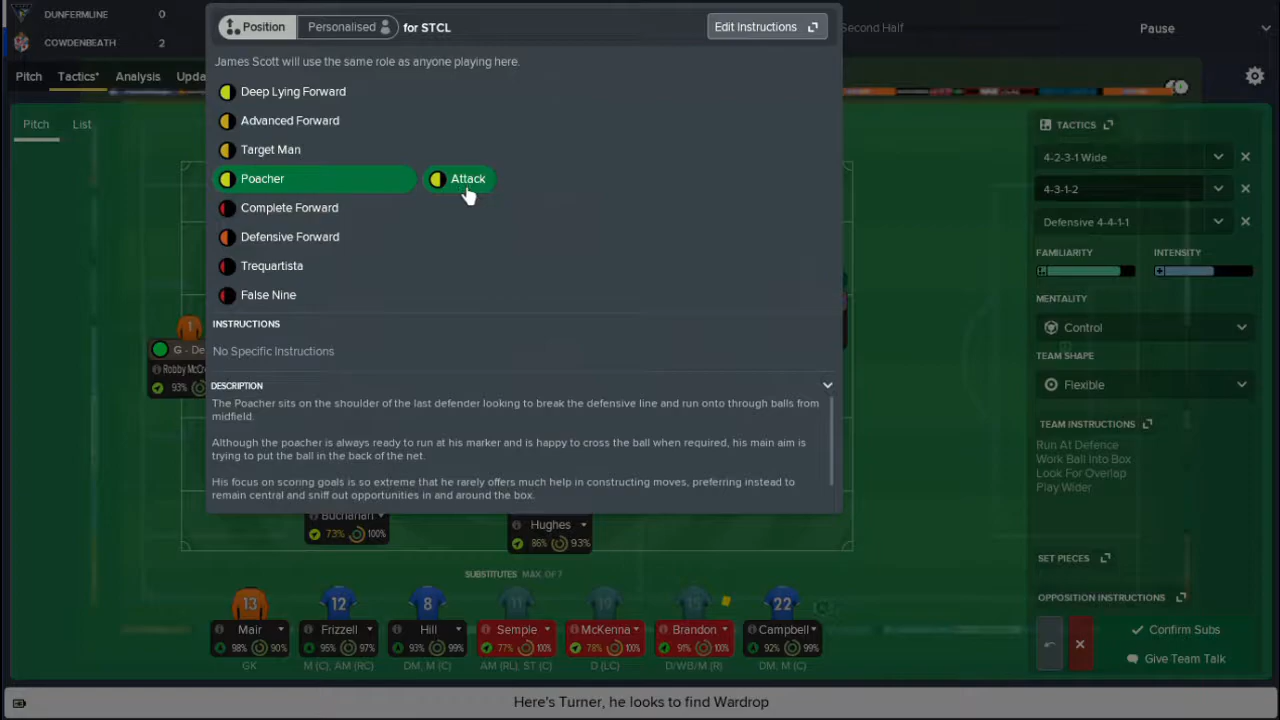 DUNFERMLINE 0
COWDENBEATH 2
Position Personalised for STCL
Edit Instructions
Second Half
Pause
Pitch Tactics* Analysis Upda
James Scott will use the same role as anyone playing here.
Deep Lying Forward
Advanced Forward
Target Man
Poacher Attack
Complete Forward
Defensive Forward
Trequartista
False Nine
INSTRUCTIONS
No Specific Instructions
DESCRIPTION
The Poacher sits on the shoulder of the last defender looking to break the defensive line and run onto through balls from
midfield.
Although the poacher is always ready to run at his marker and is happy to cross the ball when required, his main aim is
trying to put the ball in the back of the net.
His focus on scoring goals is so extreme that he rarely offers much help in constructing moves, preferring instead to
remain central and sniff out opportunities in and around the box.
Pitch List
1
G - De
Robby McCr
93%
Buchanan
73% 100%
Hughes
86% 93%
SUBSTITUTES MAX. OF 7
13 12 8 11 19 15 22
Mair Frizzell Hill Semple McKenna Brandon Campbell
98% 90% 95% 97% 93% 99% 77% 100% 78% 100% 91% 100% 92% 99%
GK M (C), AM (RC) DM, M (C) AM (RL), ST (C) D (LC) D/WB/M (R) DM, M (C)
TACTICS
4-2-3-1 Wide
4-3-1-2
Defensive 4-4-1-1
FAMILIARITY INTENSITY
MENTALITY
Control
TEAM SHAPE
Flexible
TEAM INSTRUCTIONS
Run At Defence
Work Ball Into Box
Look For Overlap
Play Wider
SET PIECES
OPPOSITION INSTRUCTIONS
Confirm Subs
Give Team Talk
Here's Turner, he looks to find Wardrop